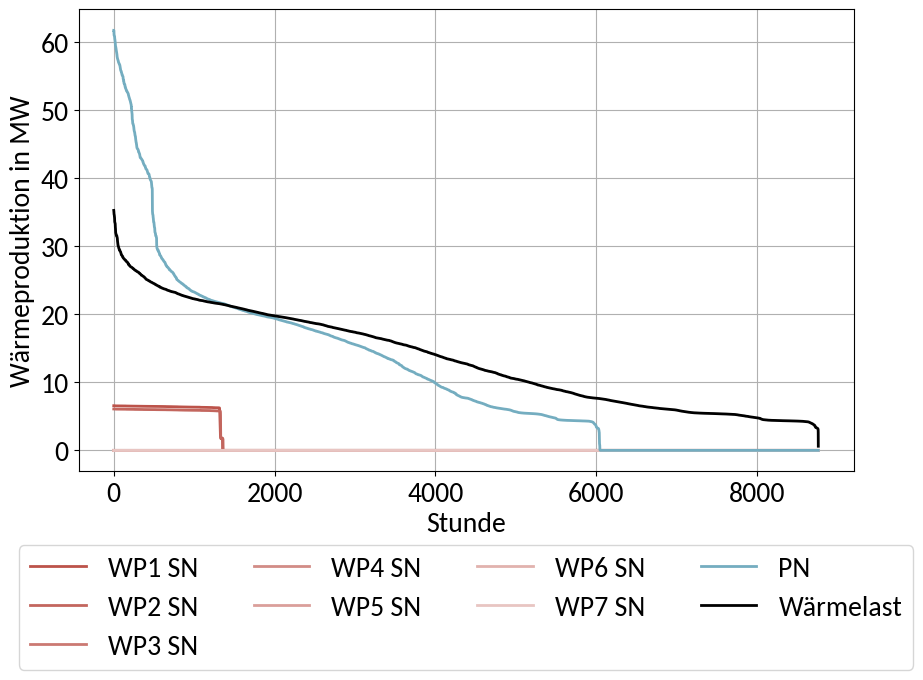 Wärmeproduktion in MW
60
50
40
30
20
10
0
0 2000 4000 6000 8000
Stunde
WP1 SN WP4 SN WP6 SN PN
WP2 SN WP5 SN WP7 SN Wärmelast
WP3 SN